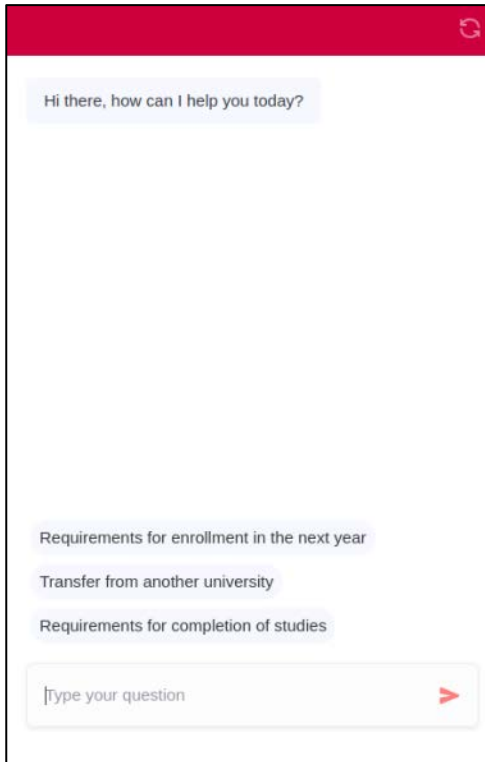 Hi there, how can I help you today?
Requirements for enrollment in the next year
Transfer from another university
Requirements for completion of studies
Type your question